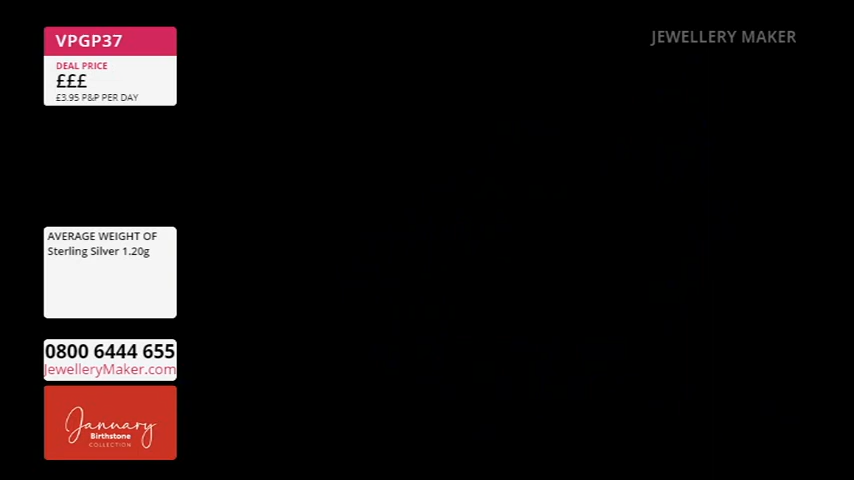 VPGP37
JEWELLERY MAKER
DEAL PRICE
£££
£3.95 P&P PER DAY
AVERAGE WEIGHT OF
Sterling Silver 1.20g
0800 6444 655
JewelleryMaker.com
January
Birthstone
COLLECTION